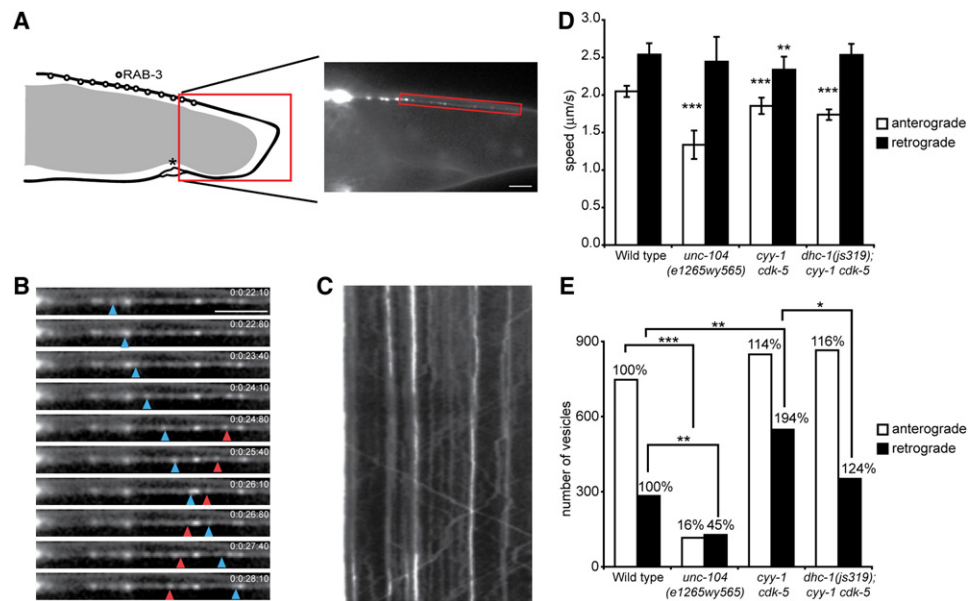 A
RAB-3
*
B
0:0:22:10
0:0:22:80
0:0:23:40
0:0:24:10
0:0:24:80
0:0:25:40
0:0:26:10
0:0:26:80
0:0:27:40
0:0:28:10
C
D
speed (μm/s)
3.0
2.5
2.0
1.5
1.0
0.5
0.0
***
***
**
***
anterograde
retrograde
Wild type
unc-104
(e1265wy565)
cyy-1
cdk-5
dhc-1(js319);
cyy-1 cdk-5
E
number of vesicles
900
600
300
0
*
**
***
**
100%
100%
16%
45%
114%
194%
116%
124%
anterograde
retrograde
Wild type
unc-104
(e1265wy565)
cyy-1
cdk-5
dhc-1(js319);
cyy-1 cdk-5